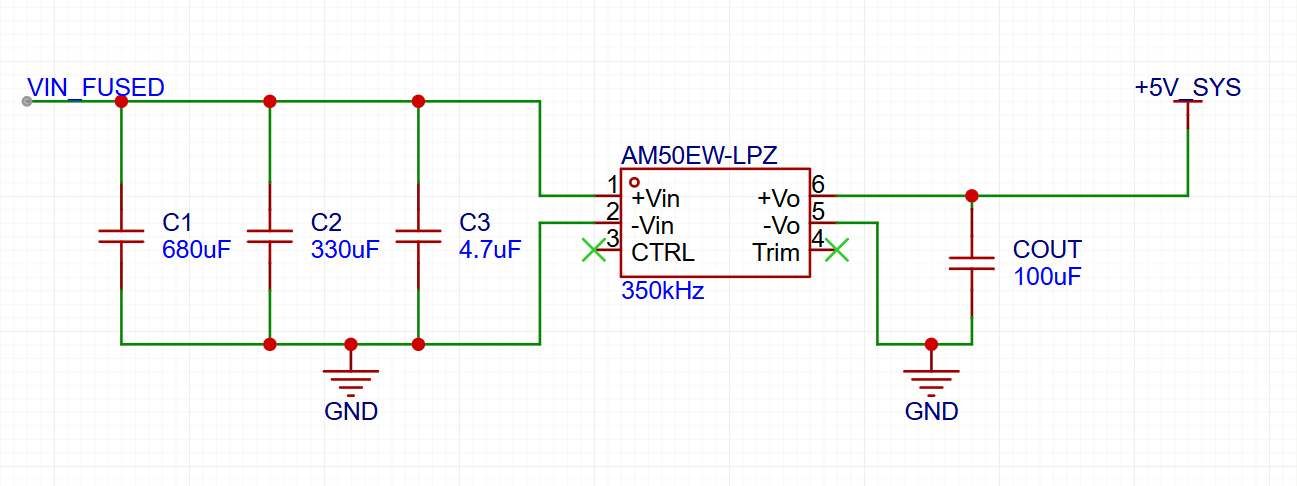 VIN_FUSED
+5V_SYS
AM50EW-LPZ
1 +Vin
2 -Vin
3 CTRL
+Vo 6
-Vo 5
Trim 4
350kHz
C1
680uF
C2
330uF
C3
4.7uF
COUT
100uF
GND
GND